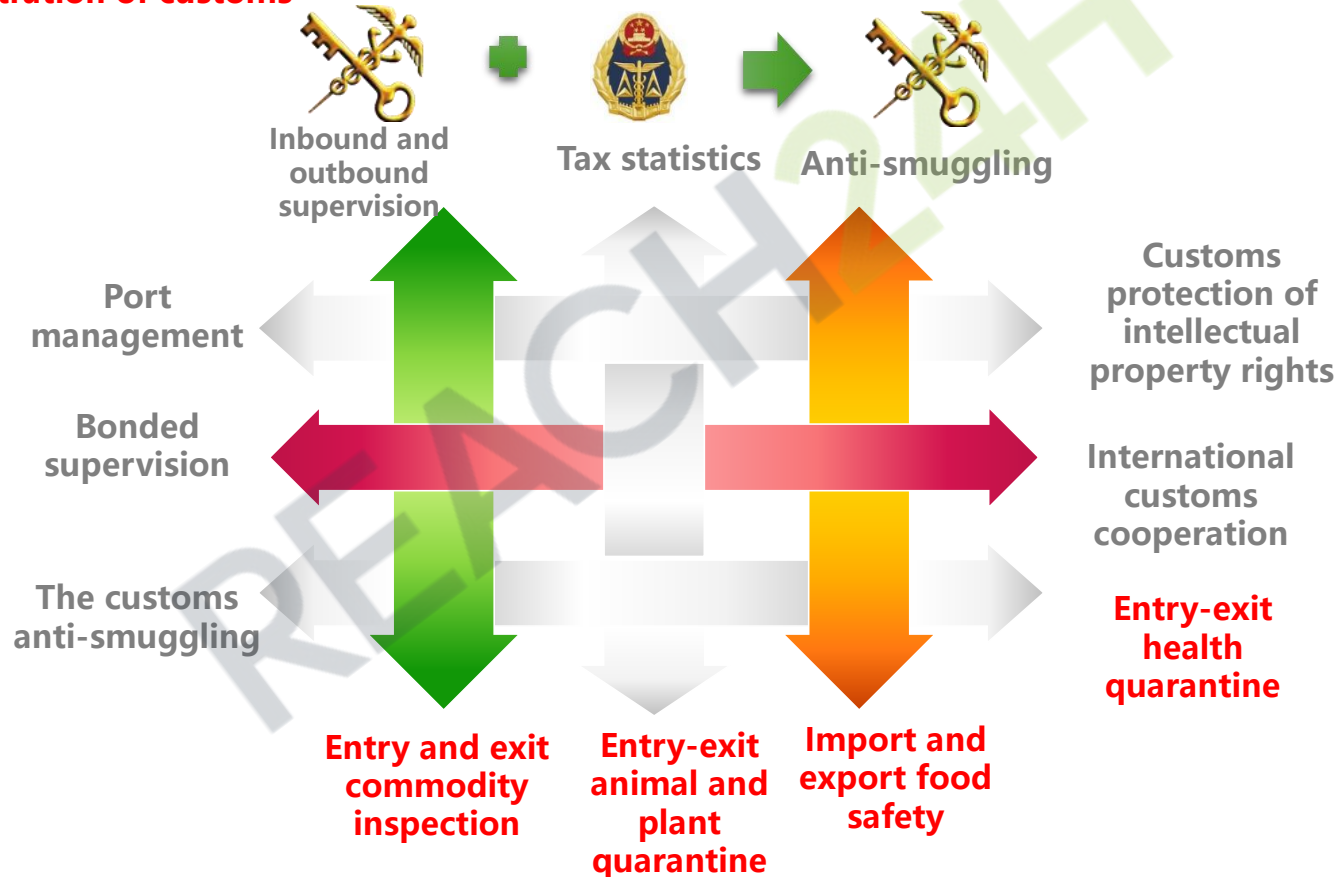 of customs
Inbound and
outbound
supervision
Tax statistics
Anti-smuggling
Port
management
Customs
protection of
intellectual
property rights
Bonded
supervision
International
customs
cooperation
The customs
anti-smuggling
Entry-exit
health
quarantine
Entry and exit
commodity
inspection
Entry-exit
animal and
plant
quarantine
Import and
export food
safety
REACH24H